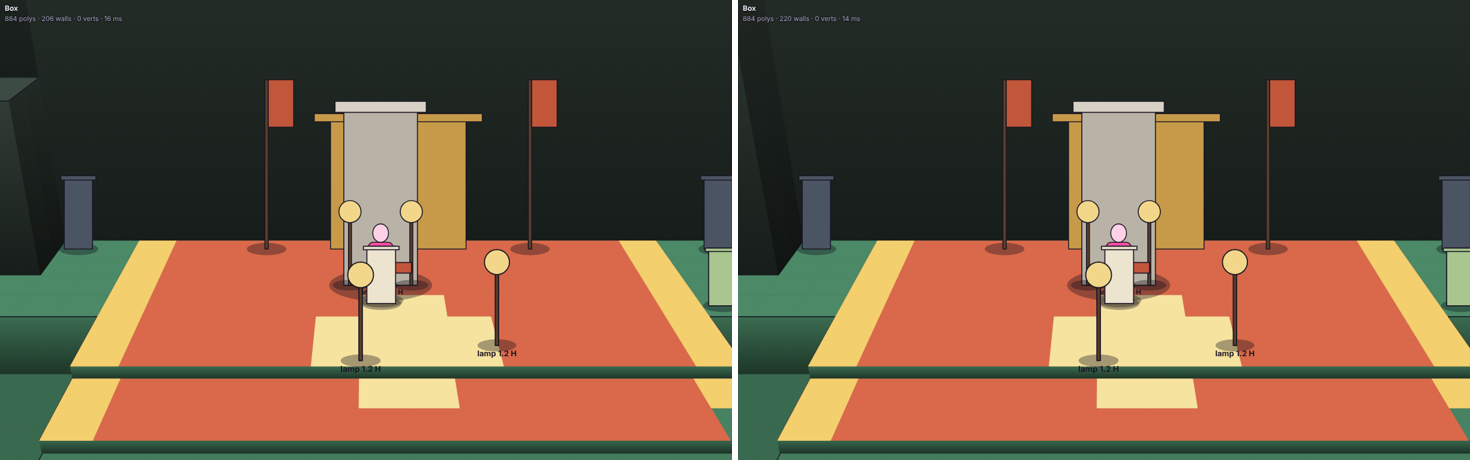 Box
884 polys · 206 walls · 0 verts · 16 ms
H
lamp 1.2 H
lamp 1.2 H
Box
884 polys · 220 walls · 0 verts · 14 ms
H
lamp 1.2 H
lamp 1.2 H